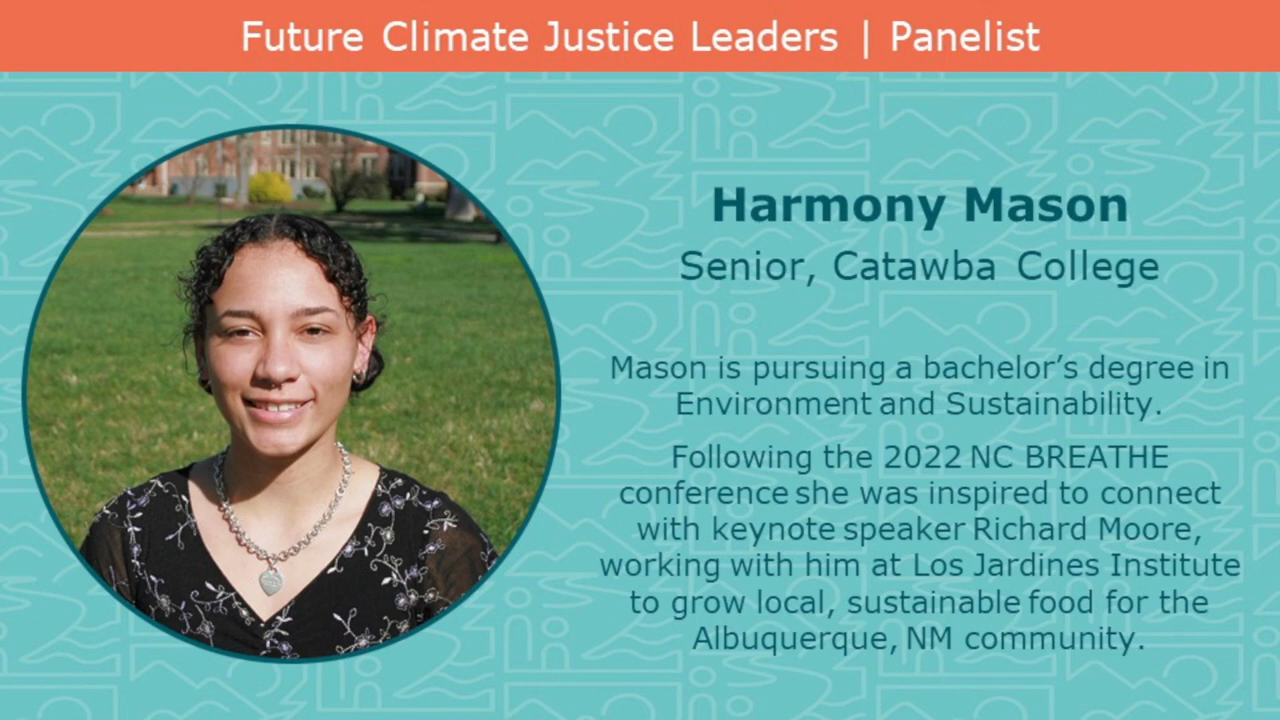 Future Climate Justice Leaders | Panelist
Harmony Mason
Senior, Catawba College
Mason is pursuing a bachelor’s degree in
Environment and Sustainability.
Following the 2022 NC BREATHE
conference she was inspired to connect
with keynote speaker Richard Moore,
working with him at Los Jardines Institute
to grow local, sustainable food for the
Albuquerque, NM community.